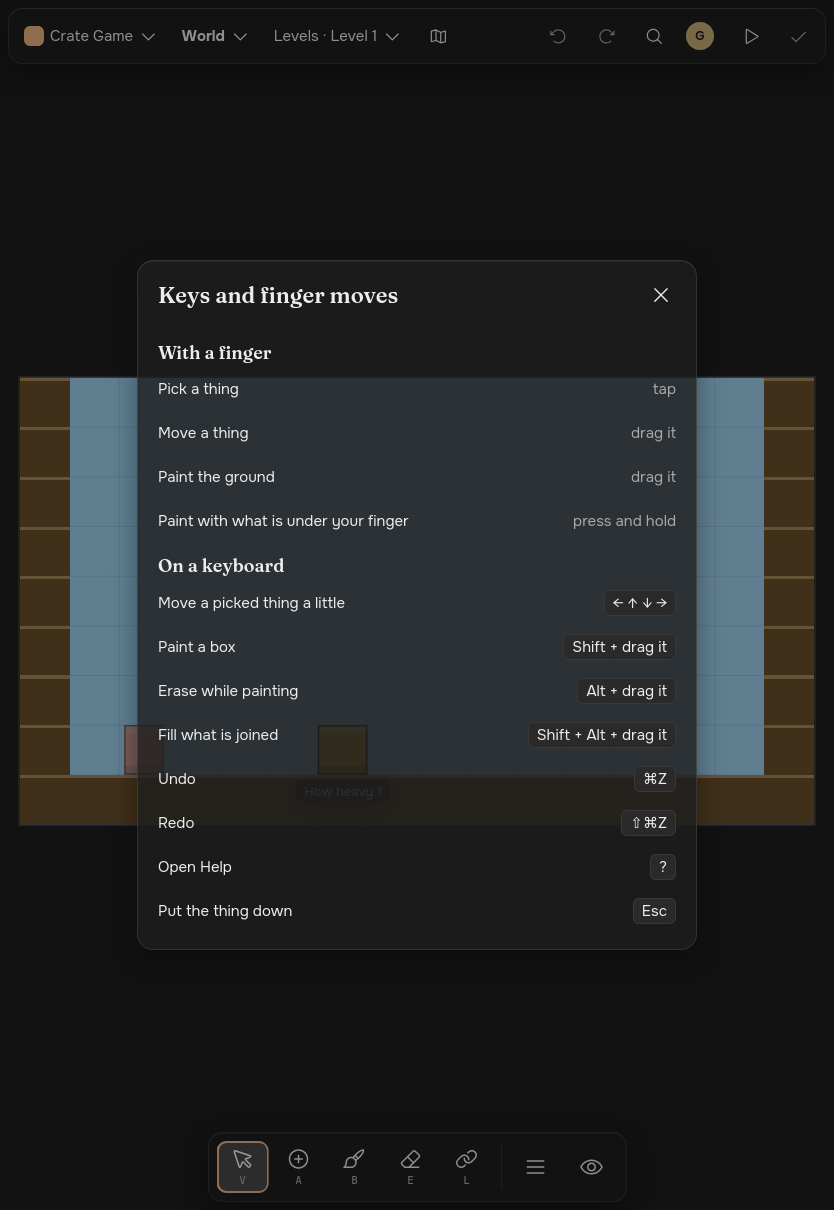 Crate Game World Levels · Level 1 G
Keys and finger moves
With a finger
Pick a thing tap
Move a thing drag it
Paint the ground drag it
Paint with what is under your finger press and hold
On a keyboard
Move a picked thing a little ← ↑ ↓ →
Paint a box Shift + drag it
Erase while painting Alt + drag it
Fill what is joined Shift + Alt + drag it
Undo ⌘Z
How heavy 1
Redo ⇧⌘Z
Open Help ?
Put the thing down Esc
V A B E L